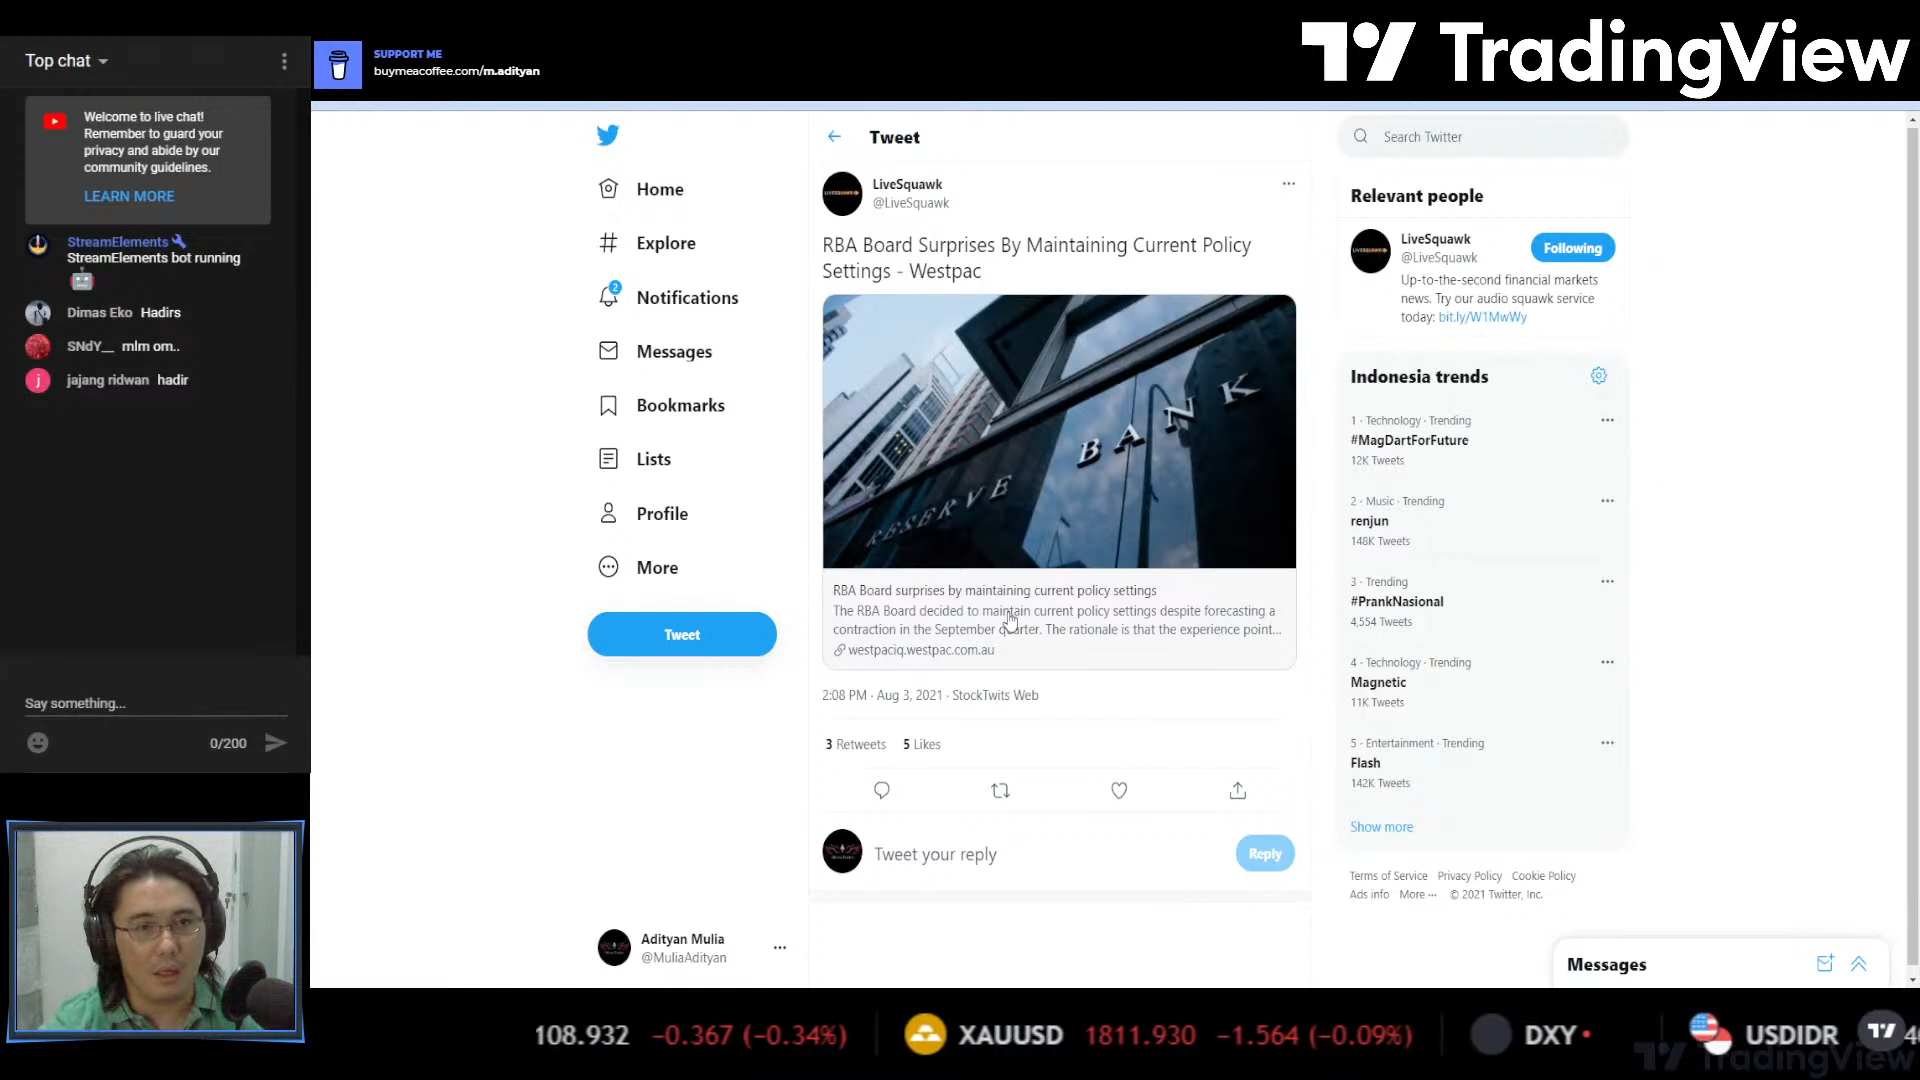 Top chat
Welcome to live chat!
Remember to guard your
privacy and abide by our
community guidelines.
LEARN MORE
StreamElements
StreamElements bot running
Dimas Eko Hadirs
SNdY__ mlm om..
jajang ridwan hadir
Say something...
0/200
SUPPORT ME
buymeacoffee.com/m.adityan
TradingView
Home
Explore
2
Notifications
Messages
Bookmarks
Lists
Profile
More
Tweet
Adityan Mulia
@MuliaAdityan
Tweet
LiveSquawk
@LiveSquawk
RBA Board Surprises By Maintaining Current Policy
Settings - Westpac
RESERVE BANK
RBA Board surprises by maintaining current policy settings
The RBA Board decided to maintain current policy settings despite forecasting a
contraction in the September quarter. The rationale is that the experience point...
westpaciq.westpac.com.au
2:08 PM · Aug 3, 2021 · StockTwits Web
3 Retweets 5 Likes
Tweet your reply
Reply
Search Twitter
Relevant people
LiveSquawk
@LiveSquawk
Following
Up-to-the-second financial markets
news. Try our audio squawk service
today: bit.ly/W1MwWy
Indonesia trends
1 · Technology · Trending
#MagDartForFuture
12K Tweets
2 · Music · Trending
renjun
148K Tweets
3 · Trending
#PrankNasional
4,554 Tweets
4 · Technology · Trending
Magnetic
11K Tweets
5 · Entertainment · Trending
Flash
142K Tweets
Show more
Terms of Service Privacy Policy Cookie Policy
Ads info More ··· © 2021 Twitter, Inc.
Messages
108.932 −0.367 (−0.34%) XAUUSD 1811.930 −1.564 (−0.09%) DXY USDIDR
TradingView